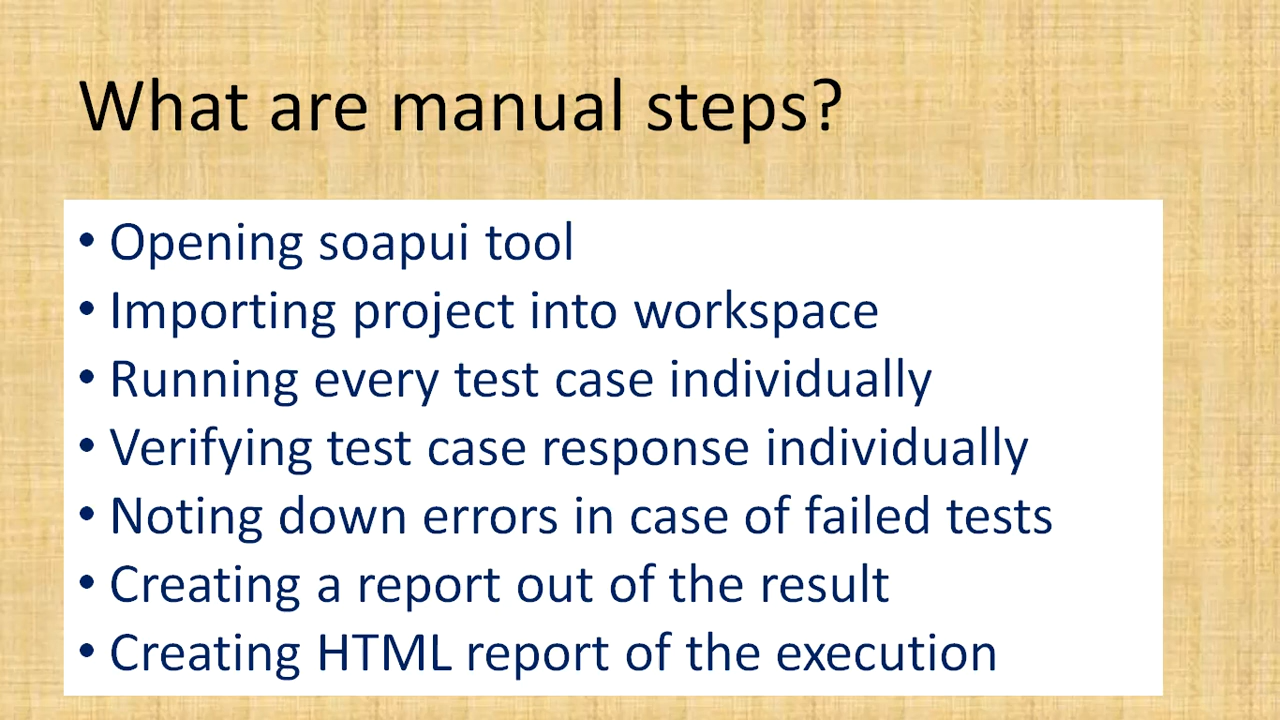 What are manual steps?
• Opening soapui tool
• Importing project into workspace
• Running every test case individually
• Verifying test case response individually
• Noting down errors in case of failed tests
• Creating a report out of the result
• Creating HTML report of the execution